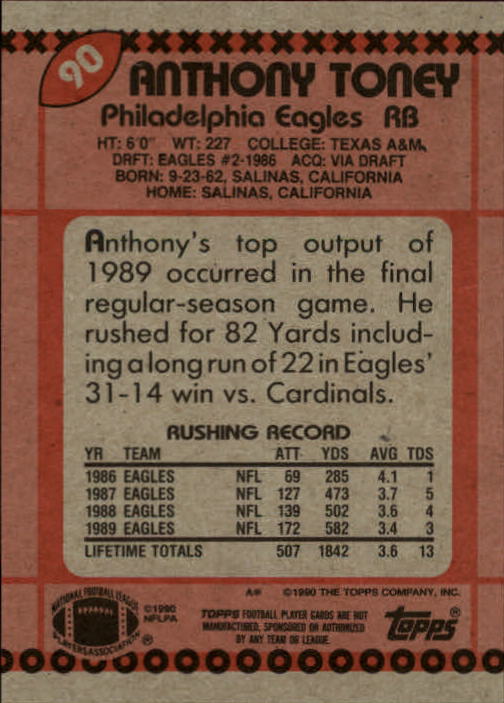 90
ANTHONY TONEY
Philadelphia Eagles RB
HT: 6'0" WT: 227 COLLEGE: TEXAS A&M,
DRFT: EAGLES #2-1986 ACQ: VIA DRAFT
BORN: 9-23-62, SALINAS, CALIFORNIA
HOME: SALINAS, CALIFORNIA
Anthony's top output of
1989 occurred in the final
regular-season game. He
rushed for 82 Yards includ-
ing a long run of 22 in Eagles'
31-14 win vs. Cardinals.
RUSHING RECORD
YR TEAM ATT YDS AVG TDS
1986 EAGLES NFL 69 285 4.1 1
1987 EAGLES NFL 127 473 3.7 5
1988 EAGLES NFL 139 502 3.6 4
1989 EAGLES NFL 172 582 3.4 3
LIFETIME TOTALS 507 1842 3.6 13
A* ©1990 THE TOPPS COMPANY, INC.
NATIONAL FOOTBALL LEAGUE
PLAYERS ASSOCIATION ®
©1990
NFLPA
TOPPS FOOTBALL PLAYER CARDS ARE NOT
MANUFACTURED, SPONSORED OR AUTHORIZED
BY ANY TEAM OR LEAGUE.
topps®